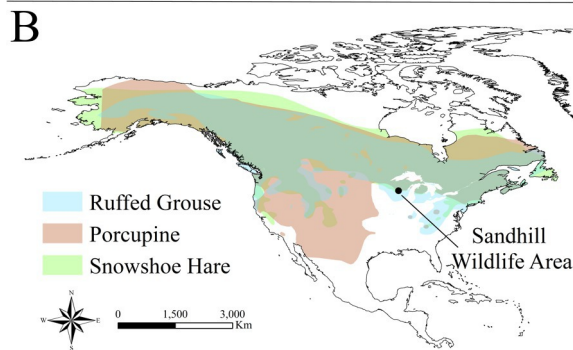 B
Ruffed Grouse
Porcupine
Snowshoe Hare
Sandhill
Wildlife Area
N
W E
S
0 1,500 3,000
Km